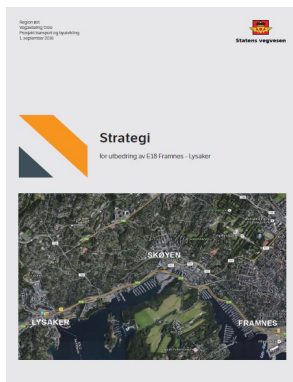 Region øst
Vegavdeling Oslo
Prosjekt transport og byutvikling
1. september 2016
Statens vegvesen
Strategi
for utbedring av E18 Framnes - Lysaker
SKØYEN
LYSAKER
FRAMNES